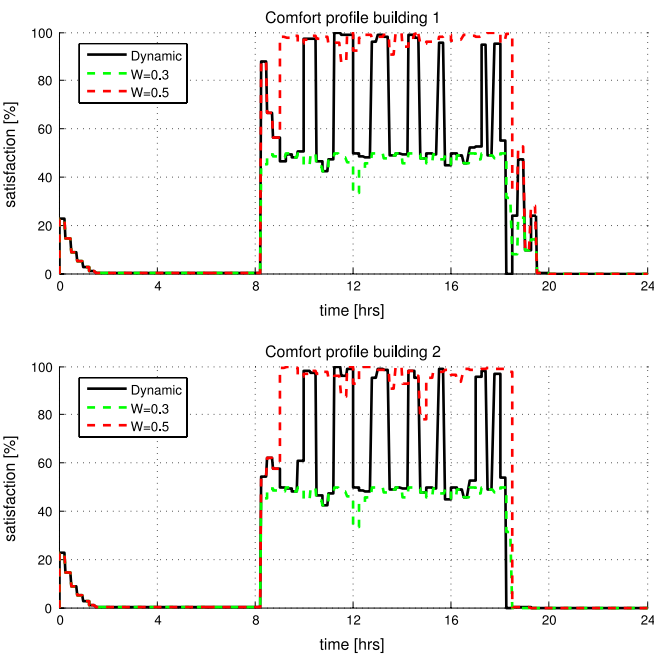 Comfort profile building 1
100
80
60
40
20
0
satisfaction [%]
Dynamic
W=0.3
W=0.5
0 4 8 12 16 20 24
time [hrs]
Comfort profile building 2
100
80
60
40
20
0
satisfaction [%]
Dynamic
W=0.3
W=0.5
0 4 8 12 16 20 24
time [hrs]